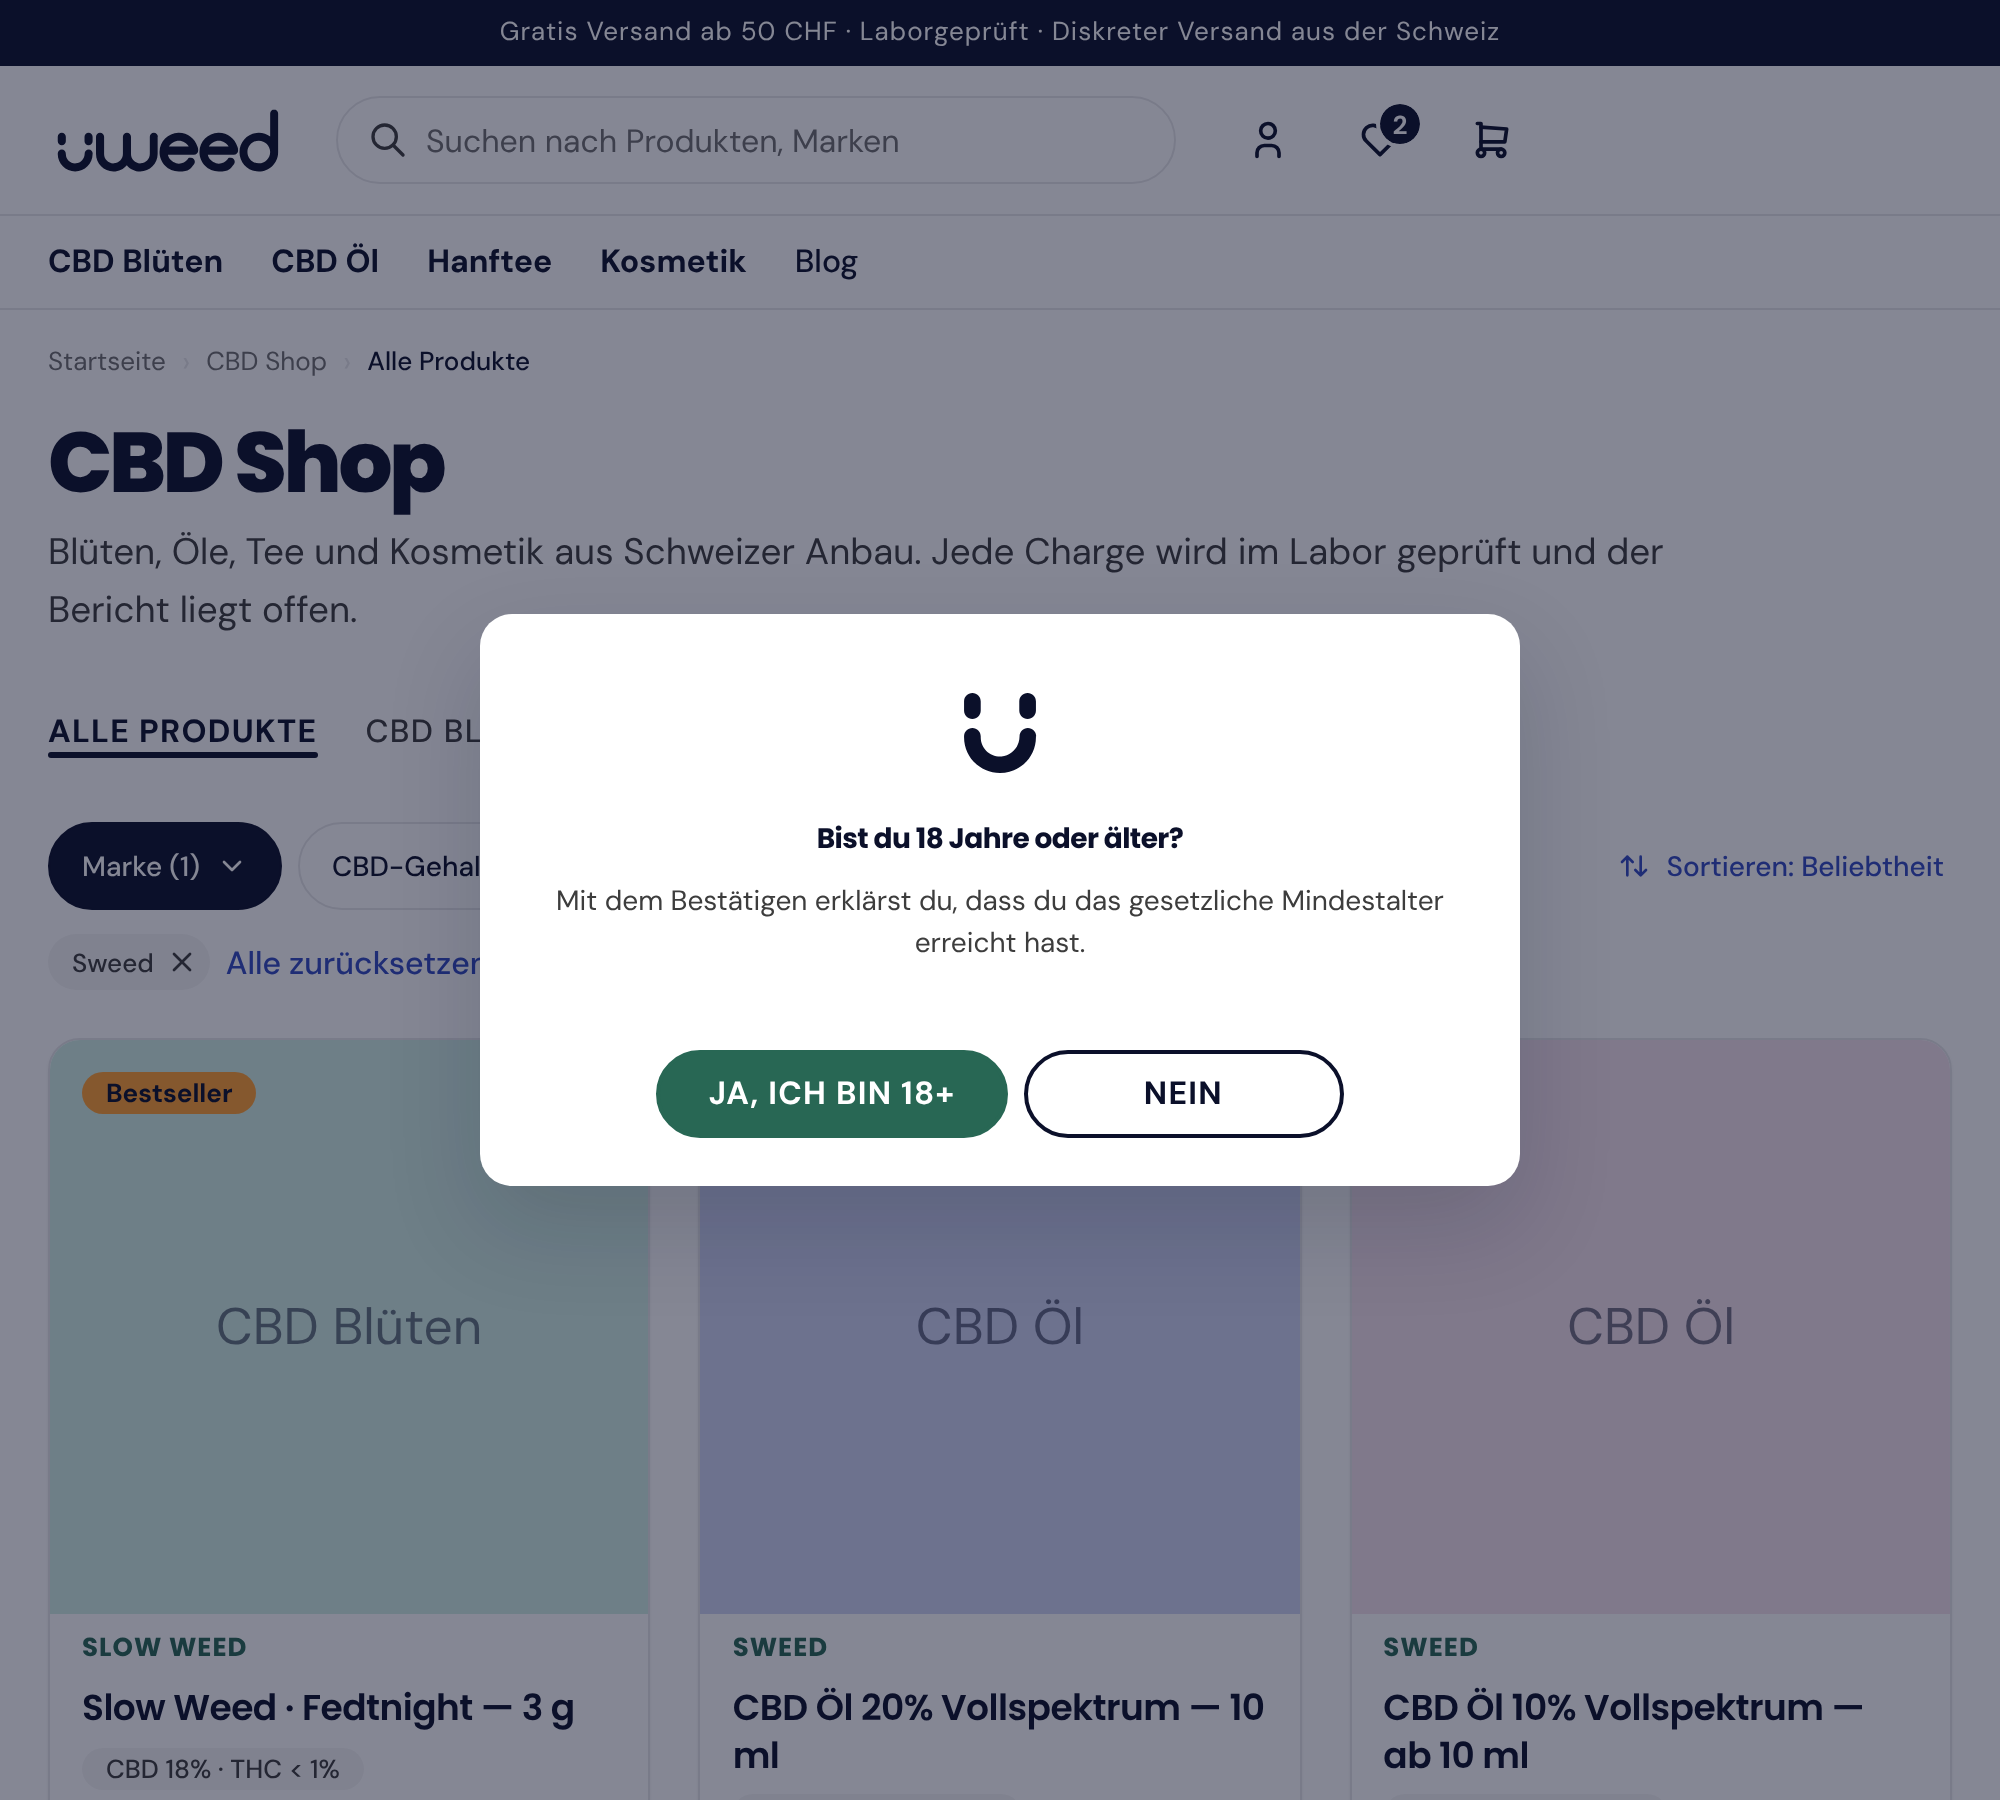 Gratis Versand ab 50 CHF · Laborgeprüft · Diskreter Versand aus der Schweiz
uweed
Suchen nach Produkten, Marken
2
CBD Blüten
CBD Öl
Hanftee
Kosmetik
Blog
Startseite › CBD Shop › Alle Produkte
CBD Shop
Blüten, Öle, Tee und Kosmetik aus Schweizer Anbau. Jede Charge wird im Labor geprüft und der
Bericht liegt offen.
ALLE PRODUKTE
CBD
Marke (1)
Sortieren: Beliebtheit
Sweed
Alle
Bist du 18 Jahre oder älter?
Mit dem Bestätigen erklärst du, dass du das gesetzliche Mindestalter
erreicht hast.
JA, ICH BIN 18+
NEIN
Bestseller
CBD Blüten
CBD Öl
CBD Öl
SLOW WEED
Slow Weed · Fedtnight — 3 g
CBD 18% · THC < 1%
SWEED
CBD Öl 20% Vollspektrum — 10
ml
SWEED
CBD Öl 10% Vollspektrum —
ab 10 ml